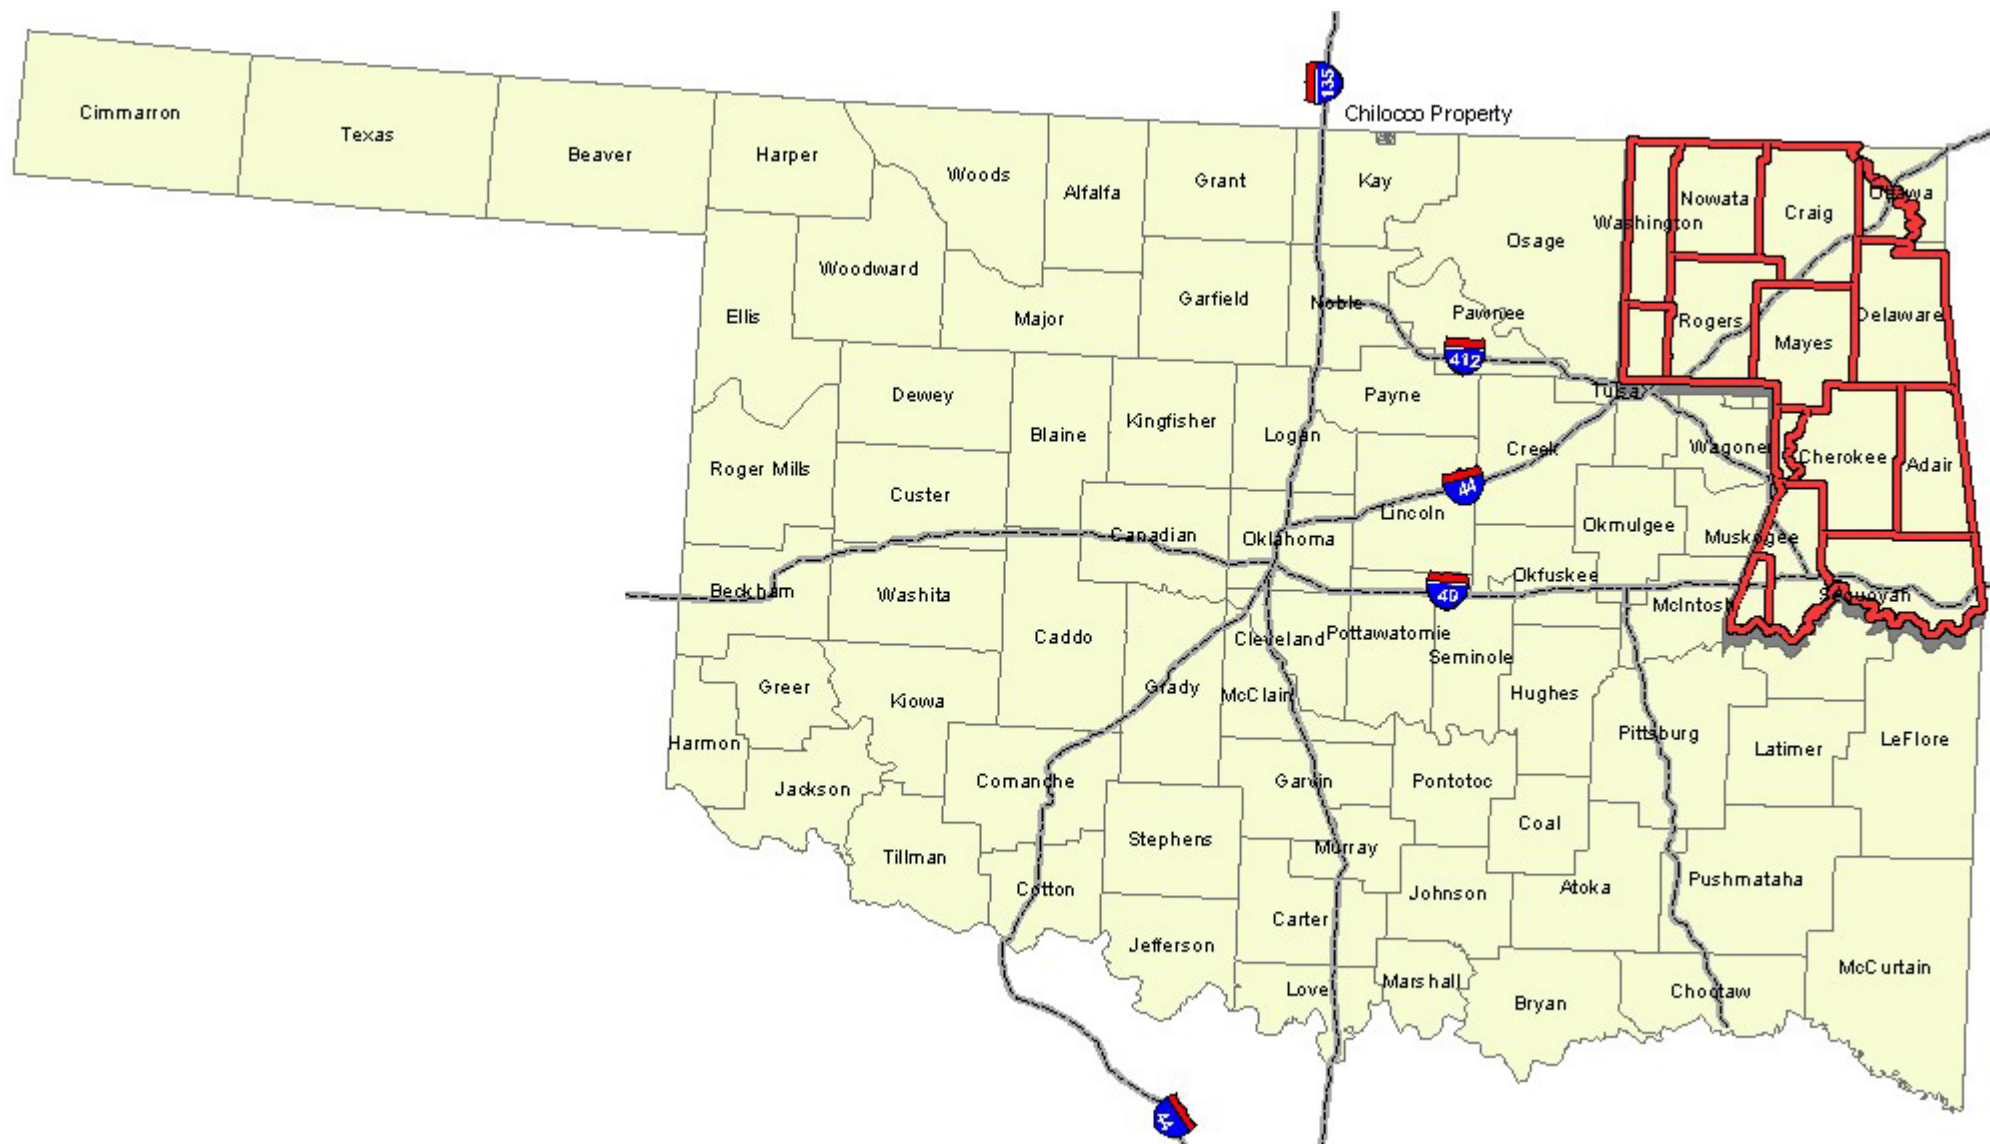 135
Chilocco Property
Cimmarron
Texas
Beaver
Harper
Woods
Alfalfa
Grant
Kay
Osage
Washington
Nowata
Craig
Ottawa
Ellis
Woodward
Major
Garfield
Noble
Pawnee
412
Rogers
Mayes
Delaware
Roger Mills
Dewey
Custer
Blaine
Kingfisher
Logan
Payne
Creek
Tulsa
Wagoner
Cherokee
Adair
44
Lincoln
Canadian
Oklahoma
Okmulgee
Muskogee
Beckham
Washita
Caddo
Cleveland
Pottawatomie
40
Okfuskee
McIntosh
Sequoyah
Seminole
Greer
Kiowa
Grady
McClain
Hughes
Pittsburg
Latimer
LeFlore
Harmon
Jackson
Comanche
Garvin
Pontotoc
Tillman
Stephens
Murray
Coal
Cotton
Johnson
Atoka
Pushmataha
Jefferson
Carter
Love
Marshall
Bryan
Choctaw
McCurtain
44